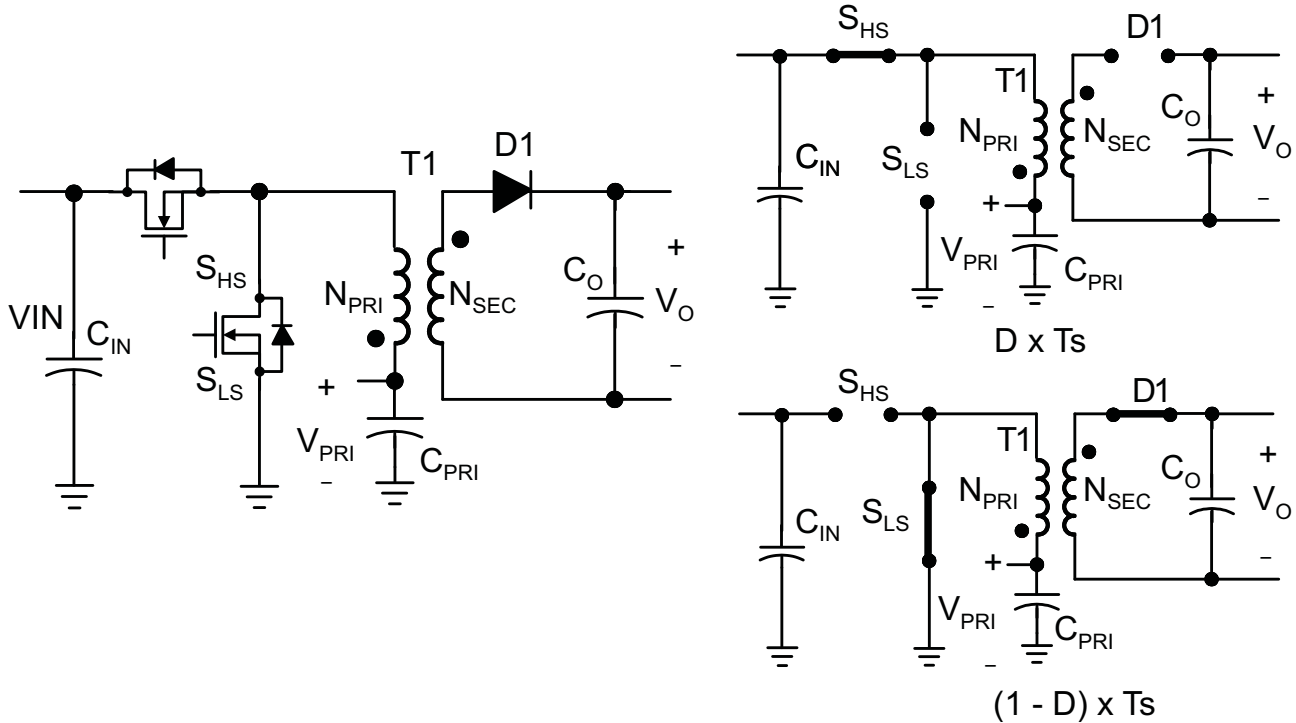 T1
D1
S_HS
N_PRI
N_SEC
C_O
+
V_O
−
VIN
C_IN
S_LS
+
V_PRI
−
C_PRI
S_HS
D1
T1
C_O
+
V_O
−
N_PRI
N_SEC
C_IN
S_LS
+
V_PRI
−
C_PRI
D x Ts
S_HS
D1
T1
C_O
+
V_O
−
N_PRI
N_SEC
C_IN
S_LS
+
V_PRI
−
C_PRI
(1 - D) x Ts